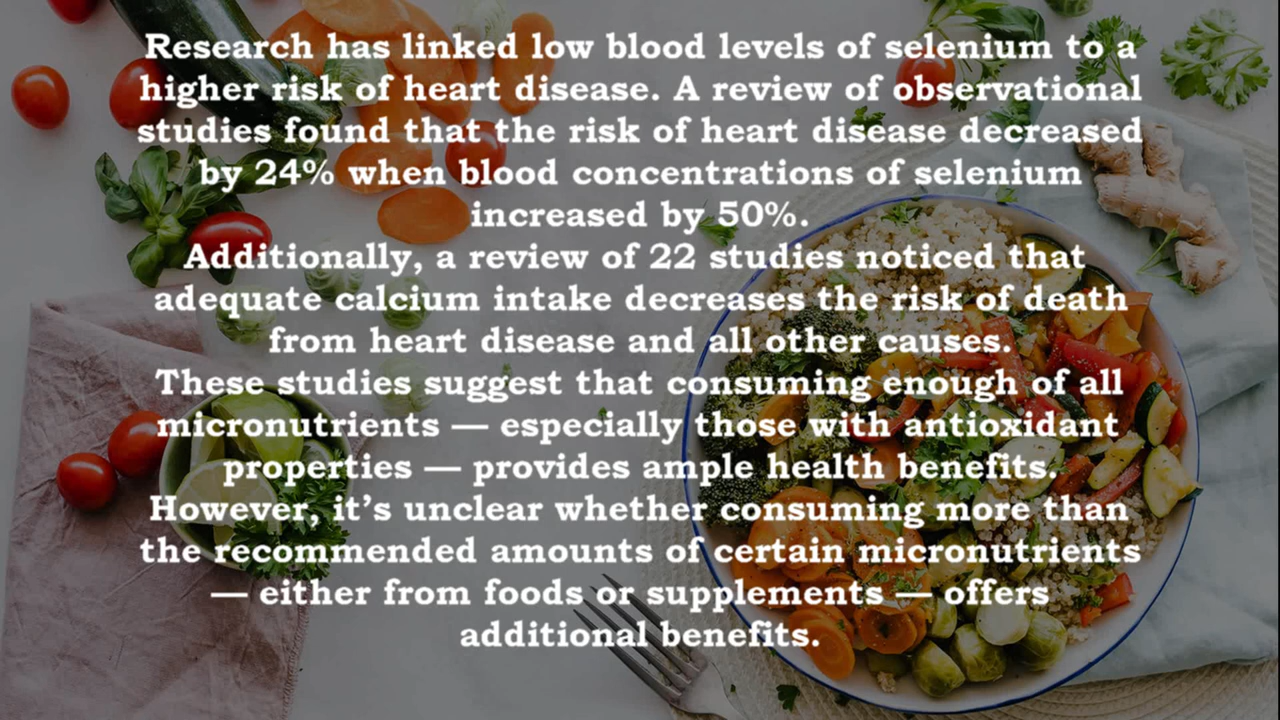 Research has linked low blood levels of selenium to a
higher risk of heart disease. A review of observational
studies found that the risk of heart disease decreased
by 24% when blood concentrations of selenium
increased by 50%.
Additionally, a review of 22 studies noticed that
adequate calcium intake decreases the risk of death
from heart disease and all other causes.
These studies suggest that consuming enough of all
micronutrients — especially those with antioxidant
properties — provides ample health benefits.
However, it’s unclear whether consuming more than
the recommended amounts of certain micronutrients
— either from foods or supplements — offers
additional benefits.